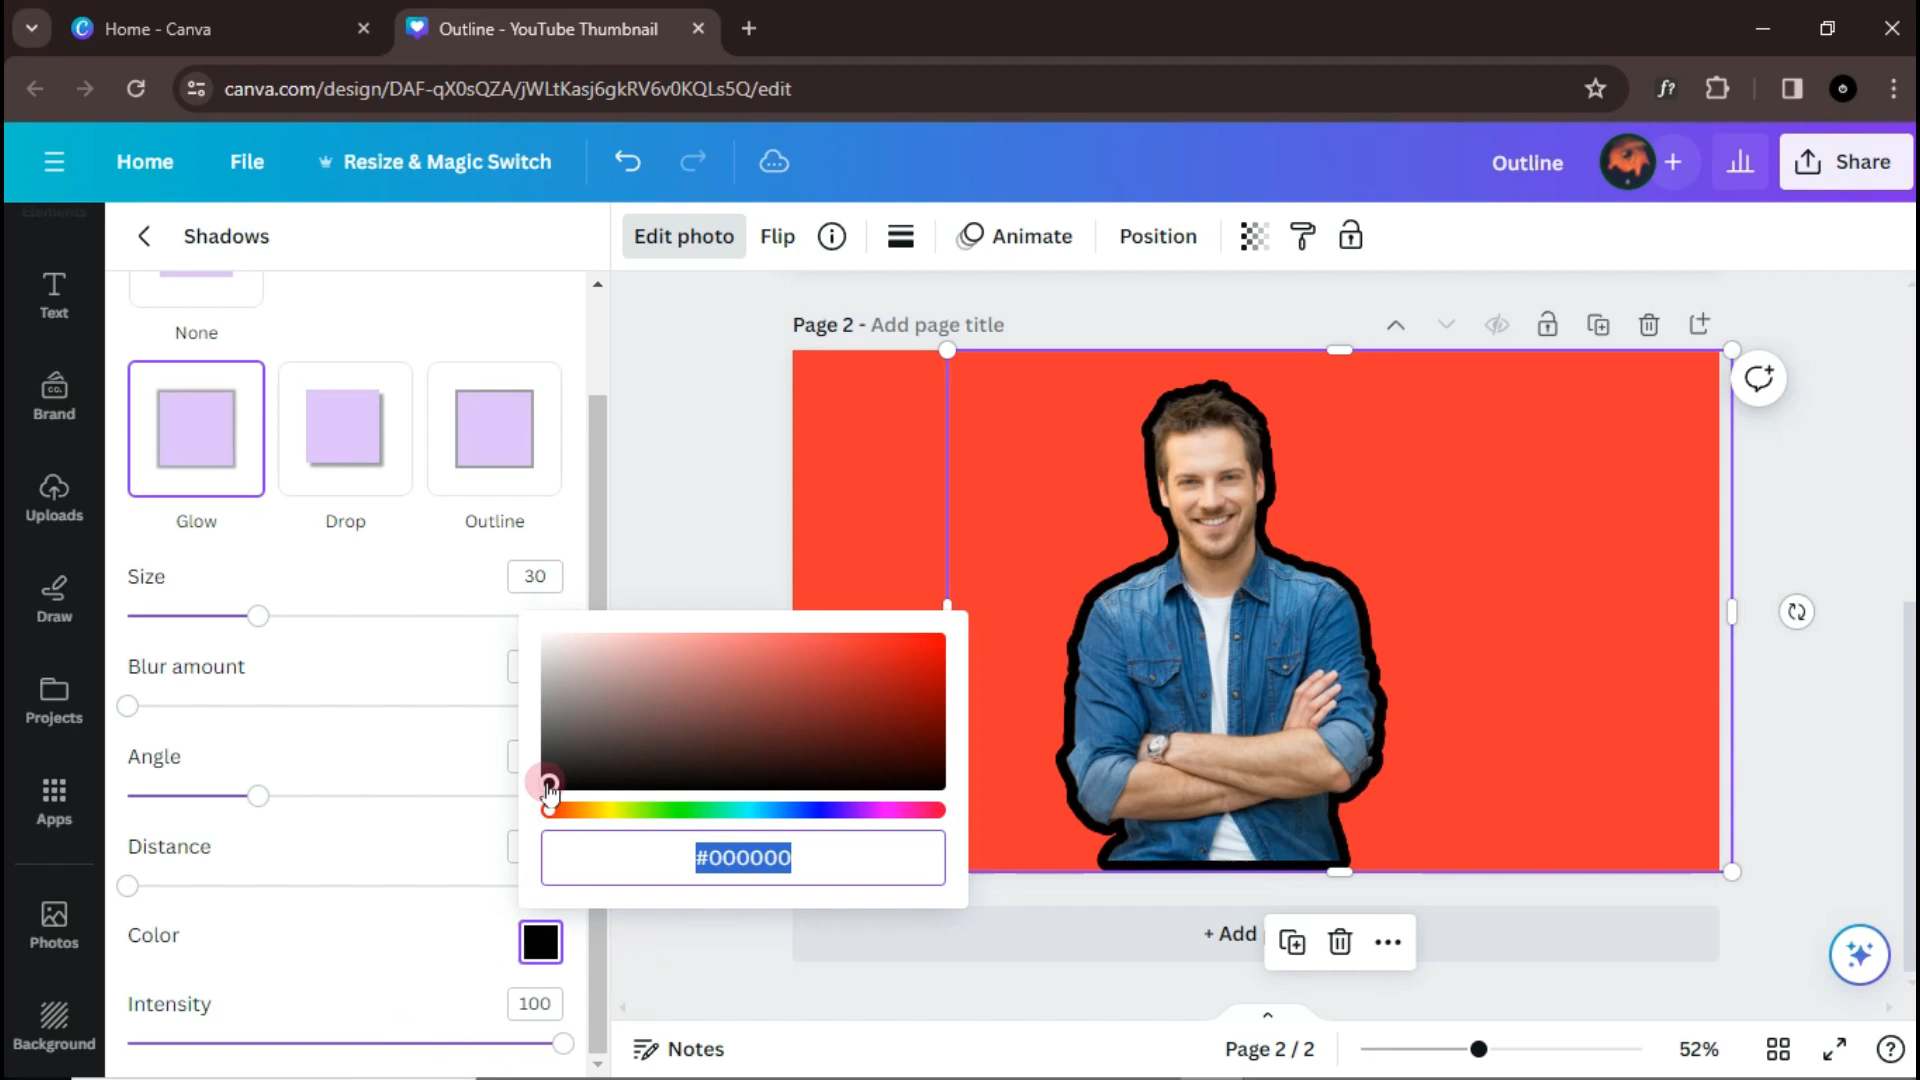 Home - Canva
Outline - YouTube Thumbnail
canva.com/design/DAF-qX0sQZA/jWLtKasj6gkRV6v0KQLs5Q/edit
f?
Home
File
Resize & Magic Switch
Outline
Share
Elements
Text
Brand
Uploads
Draw
Projects
Apps
Photos
Background
Shadows
None
Glow
Drop
Outline
Size
30
Blur amount
Angle
Distance
Color
Intensity
100
#000000
Edit photo
Flip
Animate
Position
Page 2 - Add page title
+ Add
Notes
Page 2 / 2
52%